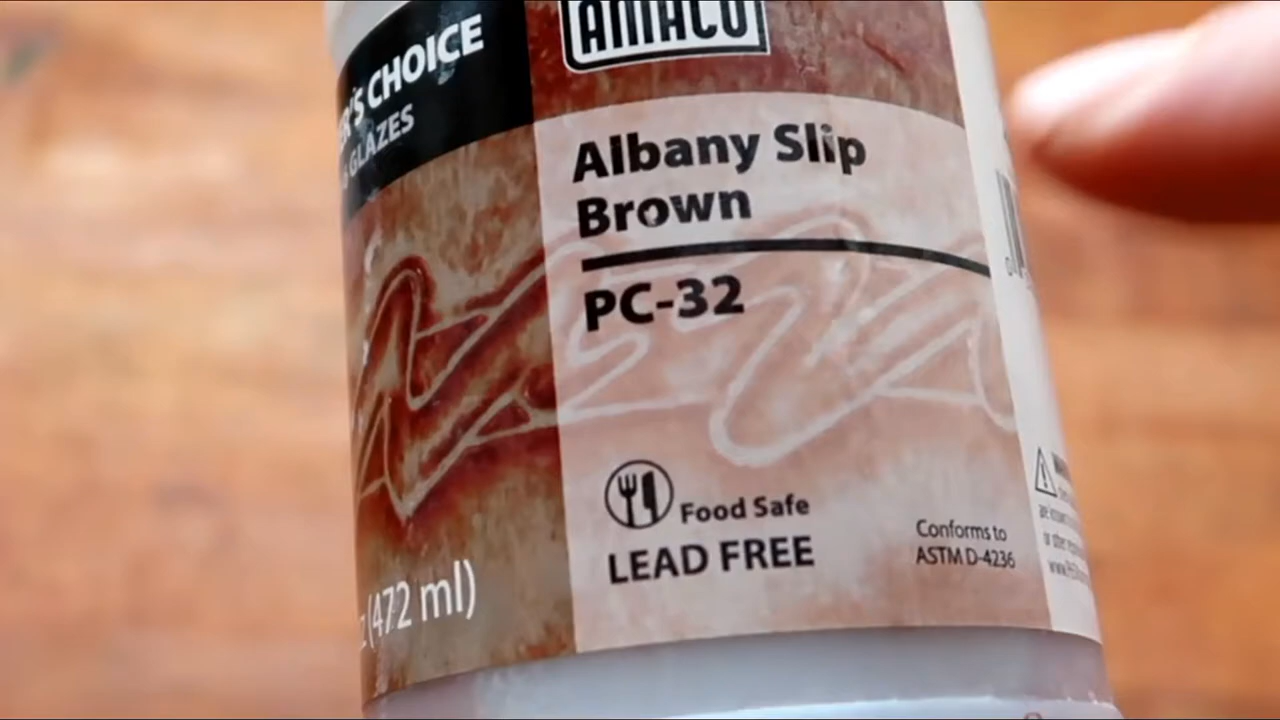 AMACO
CHOICE
GLAZES
Albany Slip
Brown
PC-32
Food Safe
LEAD FREE
Conforms to
ASTM D-4236
(472 ml)